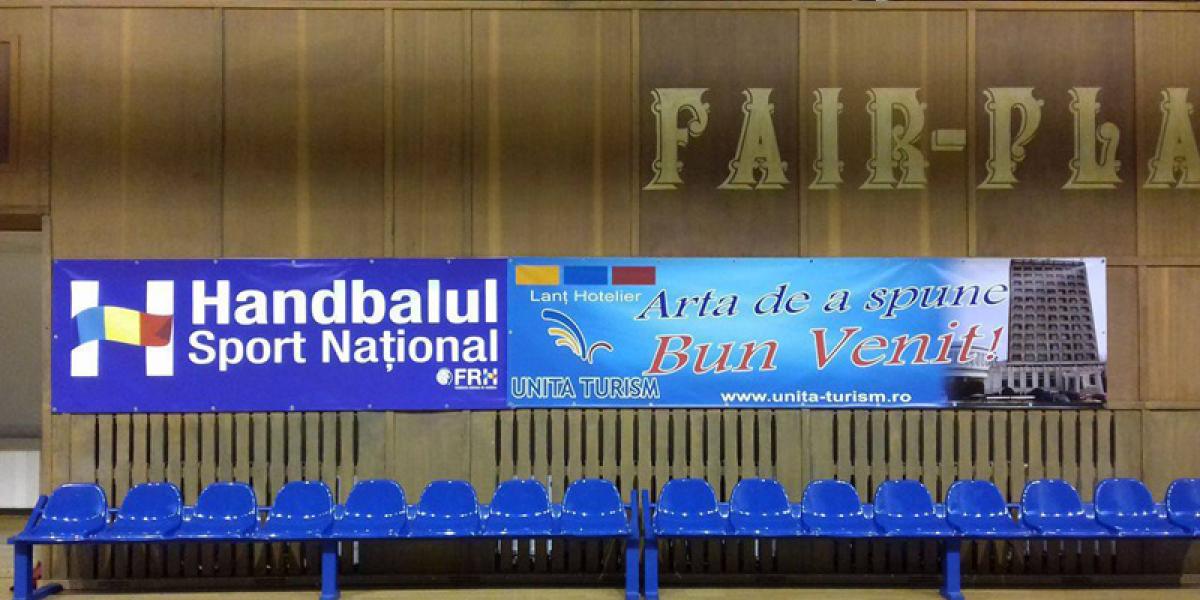 FAIR-PLA
Handbalul
Sport Național
FRH
Lanț Hotelier
UNITA TURISM
Arta de a spune
Bun Venit!
www.unita-turism.ro